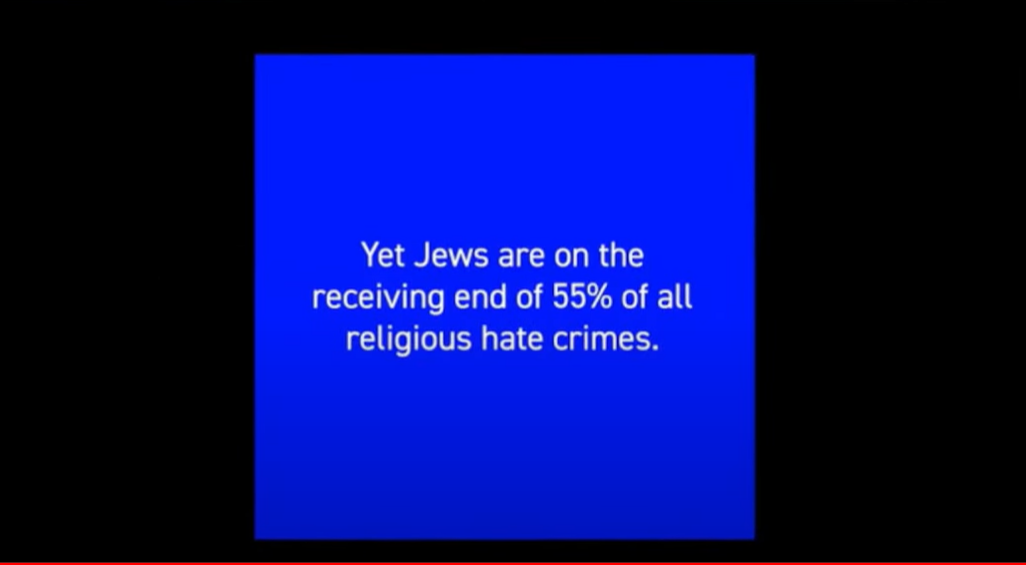 Yet Jews are on the
receiving end of 55% of all
religious hate crimes.